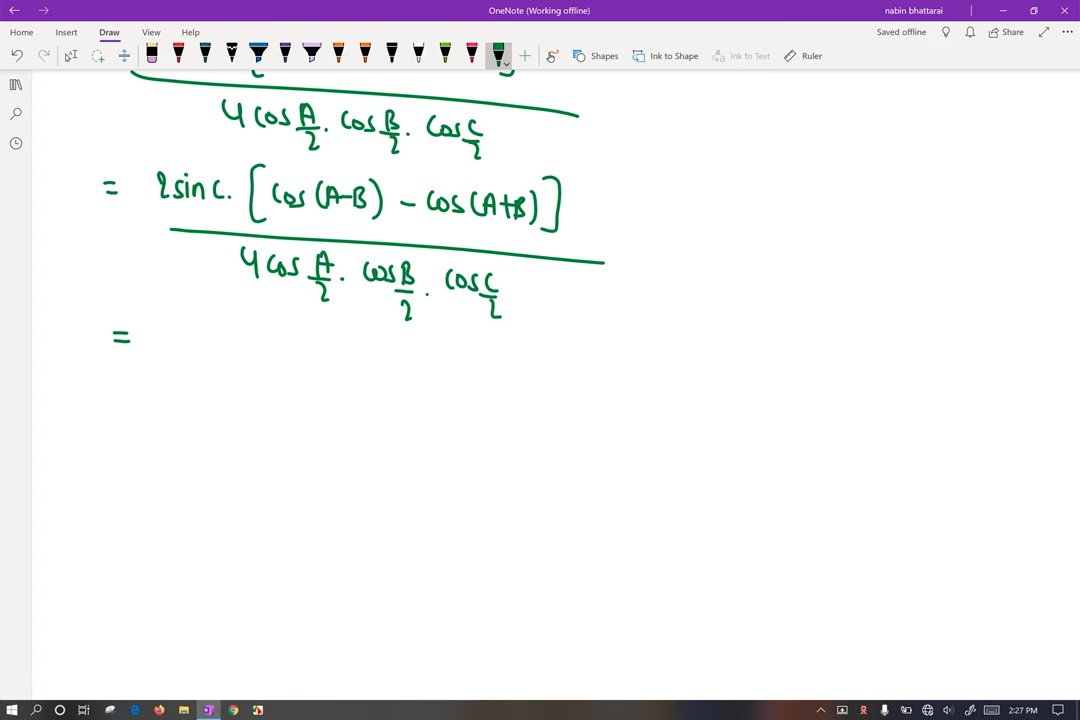 OneNote (Working offline)
nabin bhattarai
Home Insert Draw View Help
Saved offline Share
Shapes Ink to Shape Ink to Text Ruler
4 cos A/2 . cos B/2 . cos C/2
= 2 sin C. [cos (A-B) - cos (A+B)]
4 cos A/2 . cos B/2 . cos C/2
=
2:27 PM